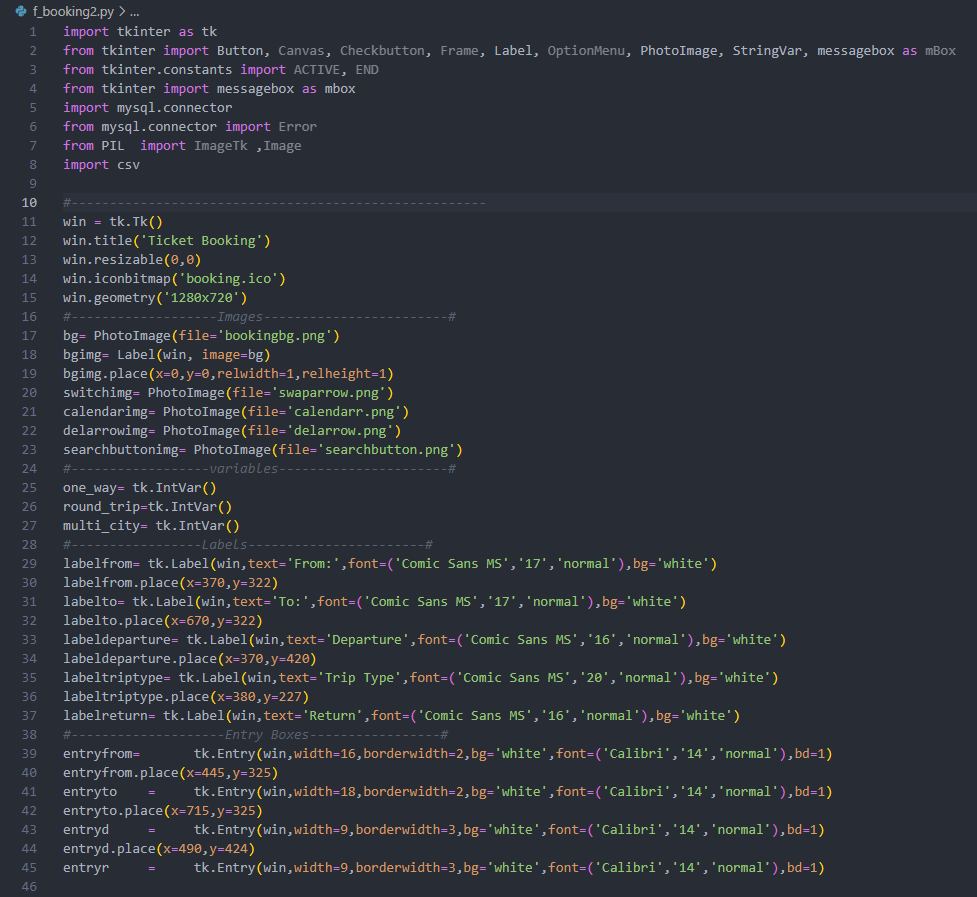 f_booking2.py > ...
1 import tkinter as tk
2 from tkinter import Button, Canvas, Checkbutton, Frame, Label, OptionMenu, PhotoImage, StringVar, messagebox as mBox
3 from tkinter.constants import ACTIVE, END
4 from tkinter import messagebox as mbox
5 import mysql.connector
6 from mysql.connector import Error
7 from PIL  import ImageTk ,Image
8 import csv
9
10 #------------------------------------------------------
11 win = tk.Tk()
12 win.title('Ticket Booking')
13 win.resizable(0,0)
14 win.iconbitmap('booking.ico')
15 win.geometry('1280x720')
16 #-------------------Images------------------------#
17 bg= PhotoImage(file='bookingbg.png')
18 bgimg= Label(win, image=bg)
19 bgimg.place(x=0,y=0,relwidth=1,relheight=1)
20 switchimg= PhotoImage(file='swaparrow.png')
21 calendarimg= PhotoImage(file='calendarr.png')
22 delarrowimg= PhotoImage(file='delarrow.png')
23 searchbuttonimg= PhotoImage(file='searchbutton.png')
24 #------------------variables----------------------#
25 one_way= tk.IntVar()
26 round_trip=tk.IntVar()
27 multi_city= tk.IntVar()
28 #-----------------Labels-----------------------#
29 labelfrom= tk.Label(win,text='From:',font=('Comic Sans MS','17','normal'),bg='white')
30 labelfrom.place(x=370,y=322)
31 labelto= tk.Label(win,text='To:',font=('Comic Sans MS','17','normal'),bg='white')
32 labelto.place(x=670,y=322)
33 labeldeparture= tk.Label(win,text='Departure',font=('Comic Sans MS','16','normal'),bg='white')
34 labeldeparture.place(x=370,y=420)
35 labeltriptype= tk.Label(win,text='Trip Type',font=('Comic Sans MS','20','normal'),bg='white')
36 labeltriptype.place(x=380,y=227)
37 labelreturn= tk.Label(win,text='Return',font=('Comic Sans MS','16','normal'),bg='white')
38 #--------------------Entry Boxes-----------------#
39 entryfrom=       tk.Entry(win,width=16,borderwidth=2,bg='white',font=('Calibri','14','normal'),bd=1)
40 entryfrom.place(x=445,y=325)
41 entryto    =     tk.Entry(win,width=18,borderwidth=2,bg='white',font=('Calibri','14','normal'),bd=1)
42 entryto.place(x=715,y=325)
43 entryd     =     tk.Entry(win,width=9,borderwidth=3,bg='white',font=('Calibri','14','normal'),bd=1)
44 entryd.place(x=490,y=424)
45 entryr     =     tk.Entry(win,width=9,borderwidth=3,bg='white',font=('Calibri','14','normal'),bd=1)
46